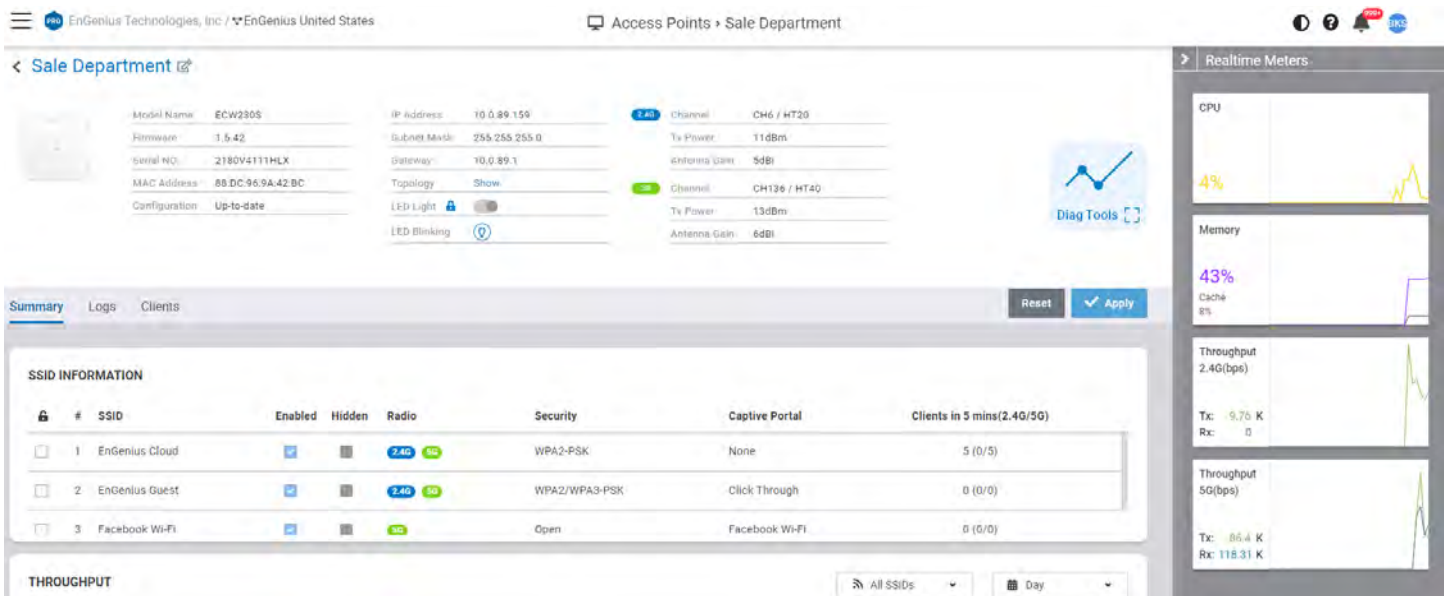 PRO EnGenius Technologies, Inc / EnGenius United States
Access Points › Sale Department
999+
BKS
Sale Department
Model Name ECW230S
Firmware 1.5.42
Serial NO. 2180V4111HLX
MAC Address 88:DC:96:9A:42:BC
Configuration Up-to-date
IP Address 10.0.89.159
Subnet Mask 255.255.255.0
Gateway 10.0.89.1
Topology Show
LED Light
LED Blinking
2.4G Channel CH6 / HT20
Tx Power 11dBm
Antenna Gain 5dBi
5G Channel CH136 / HT40
Tx Power 13dBm
Antenna Gain 6dBi
Diag Tools
Summary Logs Clients
Reset Apply
SSID INFORMATION
# SSID Enabled Hidden Radio Security Captive Portal Clients in 5 mins(2.4G/5G)
1 EnGenius Cloud 2.4G 5G WPA2-PSK None 5 (0/5)
2 EnGenius Guest 2.4G 5G WPA2/WPA3-PSK Click Through 0 (0/0)
3 Facebook Wi-Fi 5G Open Facebook Wi-Fi 0 (0/0)
THROUGHPUT All SSIDs Day
Realtime Meters
CPU
4%
Memory
43%
Cache
8%
Throughput
2.4G(bps)
Tx: 9.76 K
Rx: 0
Throughput
5G(bps)
Tx: 86.4 K
Rx: 118.31 K